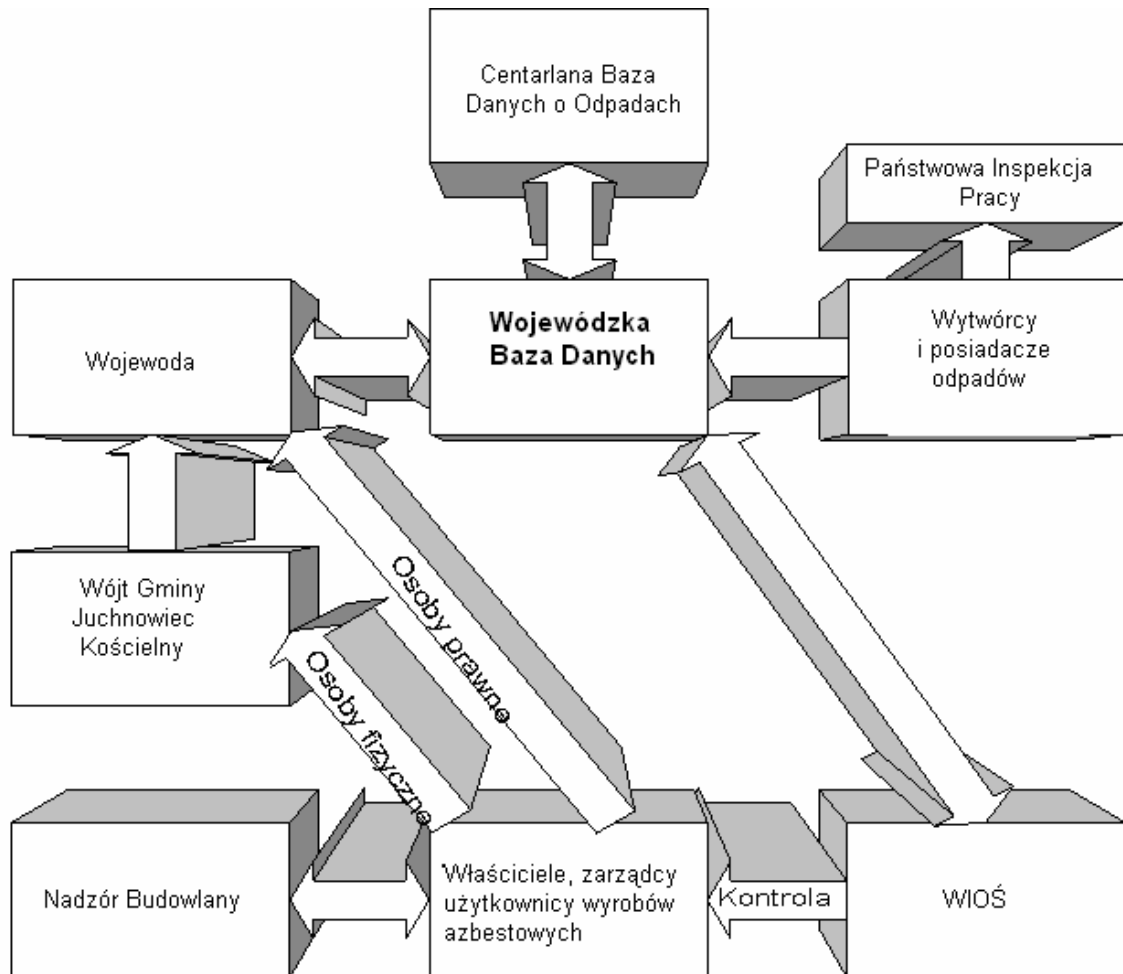 Centarlana Baza
Danych o Odpadach
Państwowa Inspekcja
Pracy
Wojewoda
Wojewódzka
Baza Danych
Wytwórcy
i posiadacze
odpadów
Wójt Gminy
Juchnowiec
Kościelny
Osoby prawne
Osoby fizyczne
Nadzór Budowlany
Właściciele, zarządcy
użytkownicy wyrobów
azbestowych
Kontrola
WIOŚ